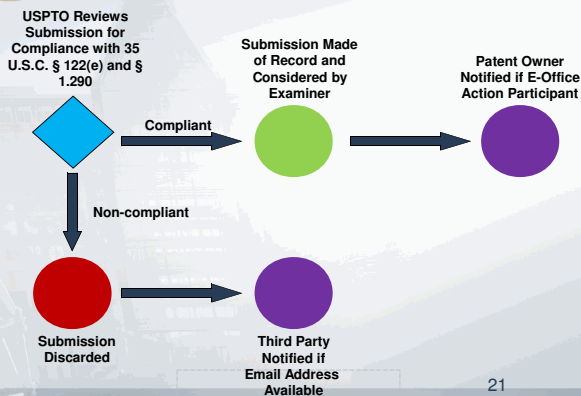 USPTO Reviews
Submission for
Compliance with 35
U.S.C. § 122(e) and §
1.290
Submission Made
of Record and
Considered by
Examiner
Patent Owner
Notified if E-Office
Action Participant
Compliant
Non-compliant
Submission
Discarded
Third Party
Notified if
Email Address
Available
21